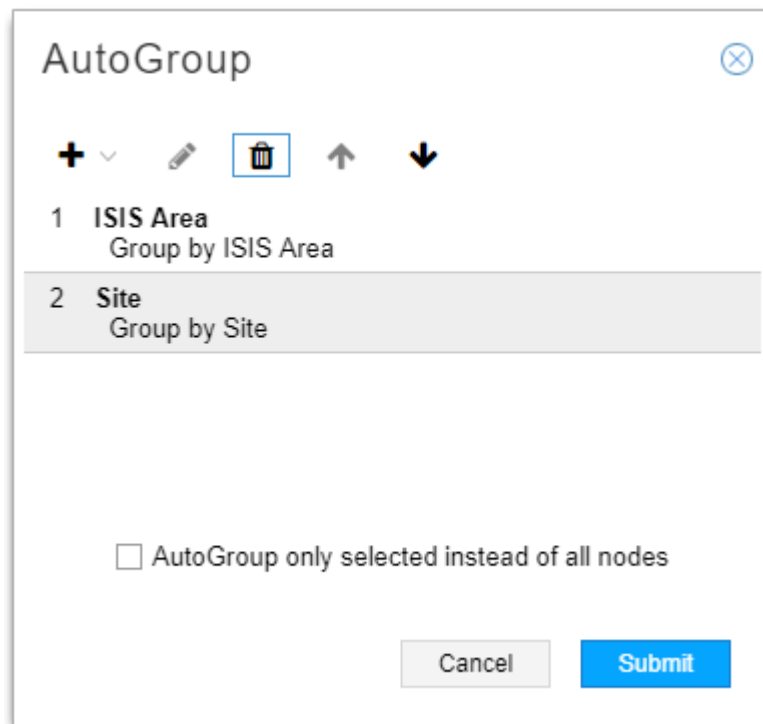 AutoGroup
1 ISIS Area
Group by ISIS Area
2 Site
Group by Site
AutoGroup only selected instead of all nodes
Cancel Submit